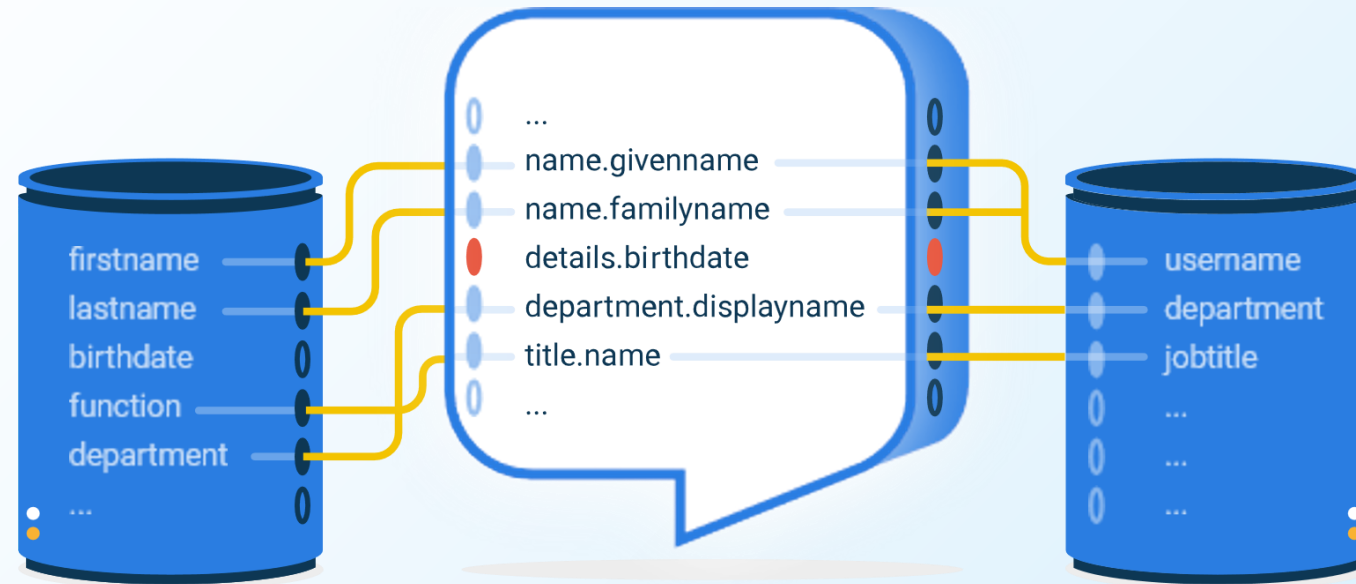 firstname
lastname
birthdate
function
department
...
...
name.givenname
name.familyname
details.birthdate
department.displayname
title.name
...
username
department
jobtitle
...
...
...